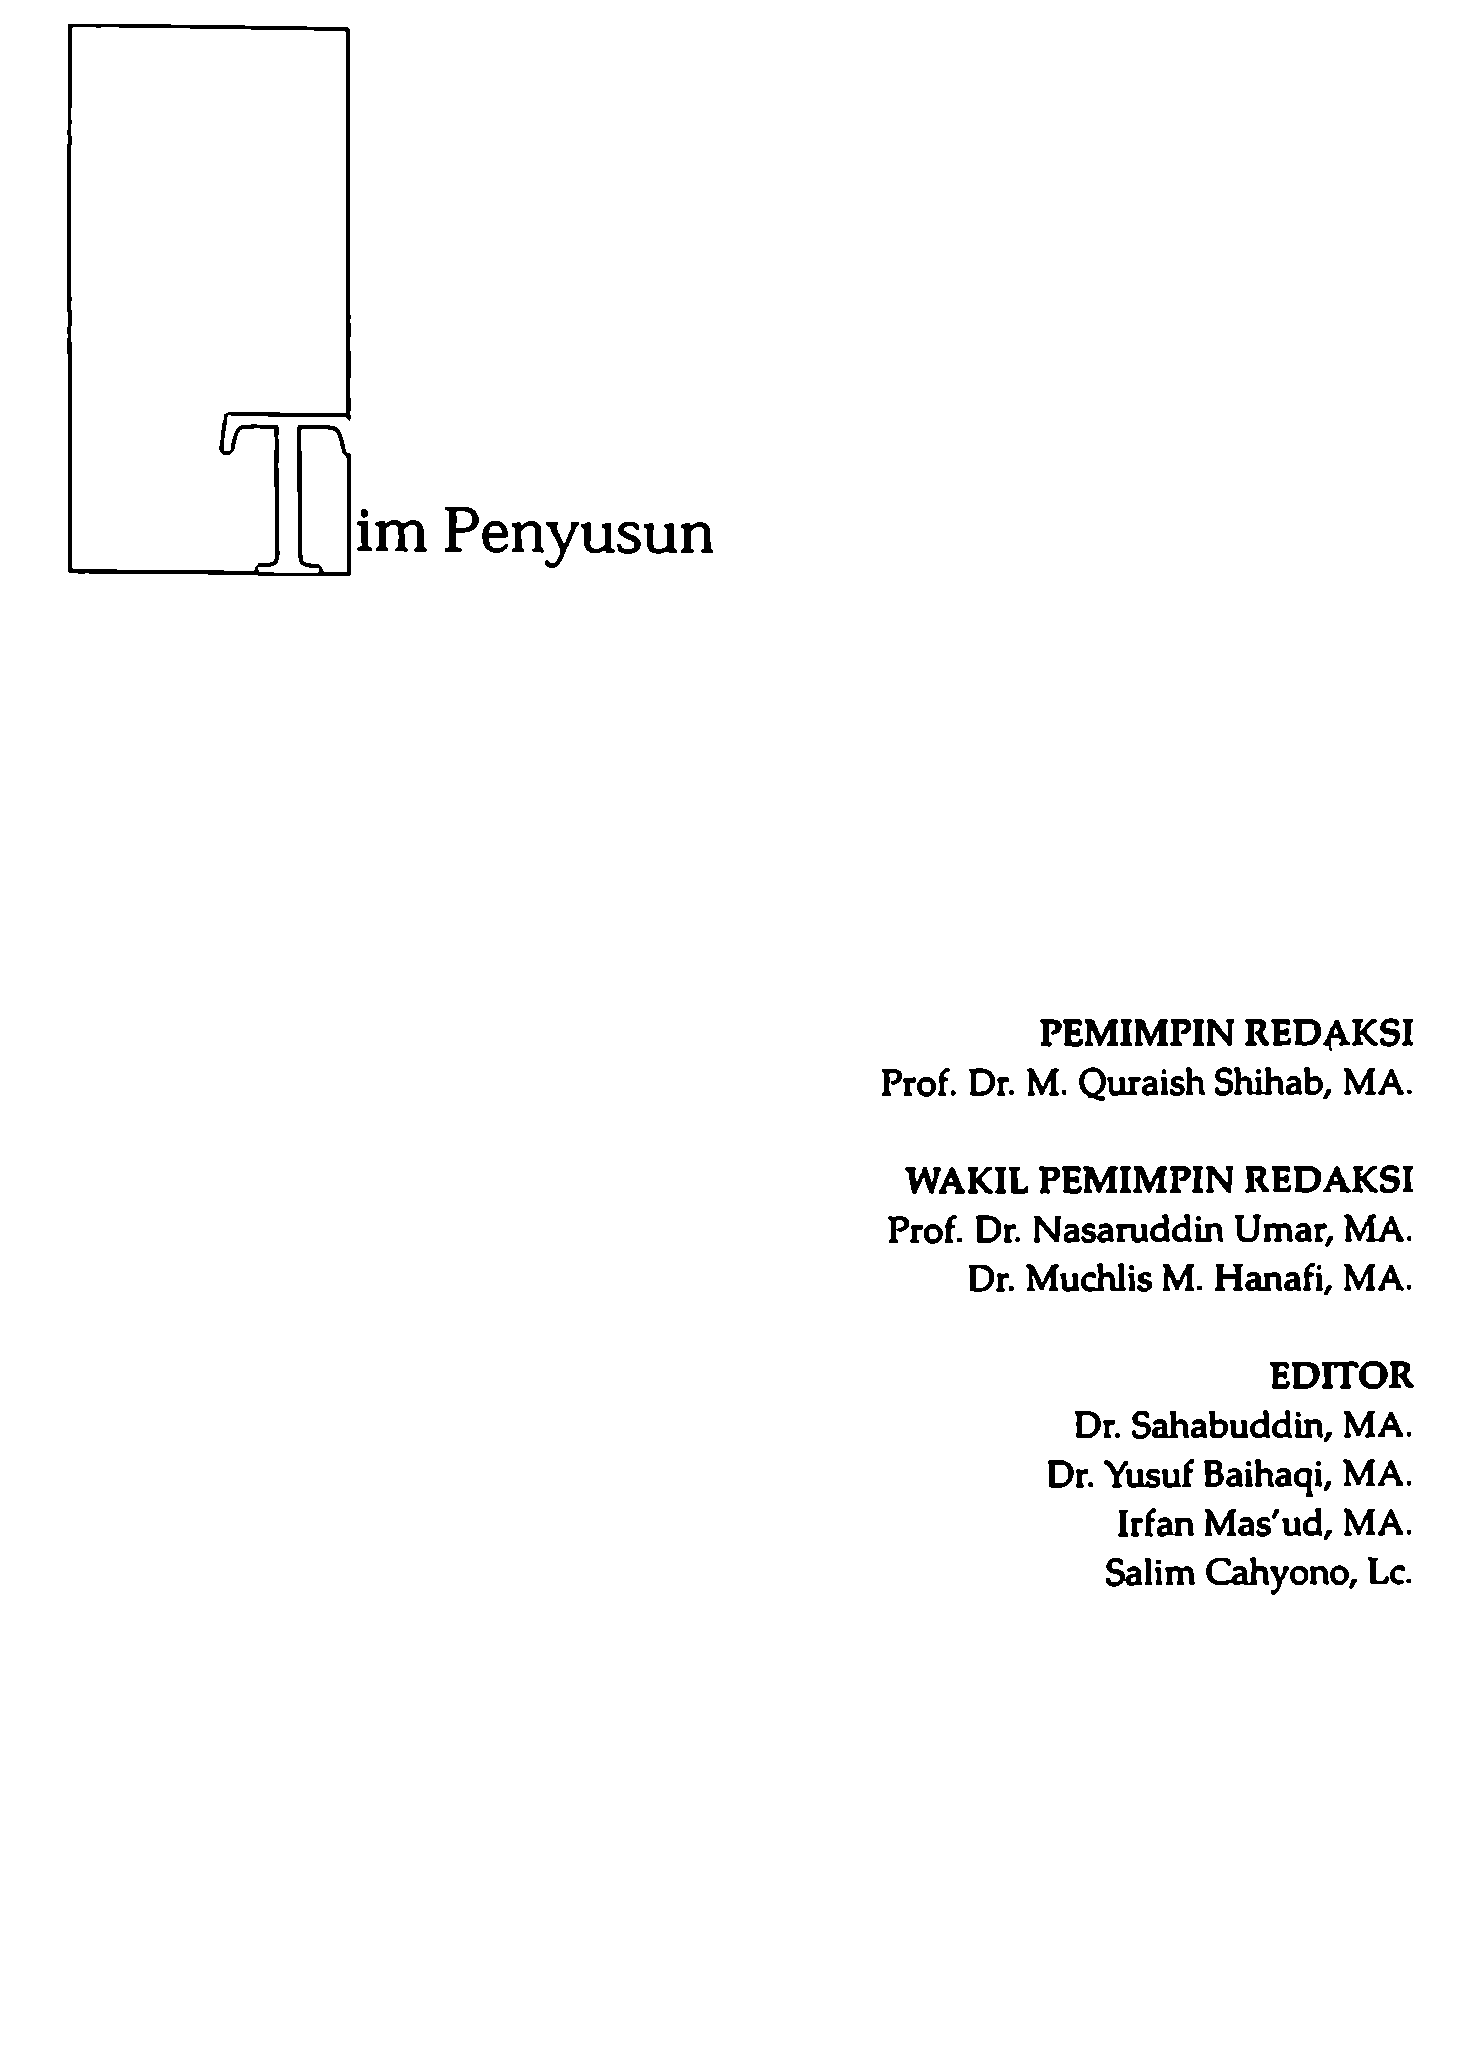 Tim Penyusun
PEMIMPIN REDAKSI
Prof. Dr. M. Quraish Shihab, MA.
WAKIL PEMIMPIN REDAKSI
Prof. Dr. Nasaruddin Umar, MA.
Dr. Muchlis M. Hanafi, MA.
EDITOR
Dr. Sahabuddin, MA.
Dr. Yusuf Baihaqi, MA.
Irfan Mas'ud, MA.
Salim Cahyono, Lc.